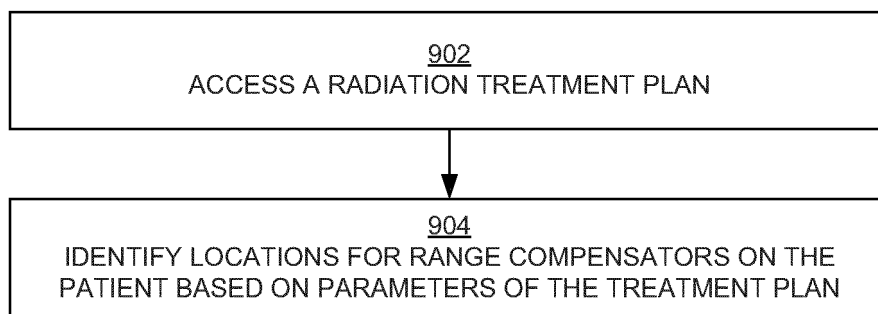 902
ACCESS A RADIATION TREATMENT PLAN
904
IDENTIFY LOCATIONS FOR RANGE COMPENSATORS ON THE
PATIENT BASED ON PARAMETERS OF THE TREATMENT PLAN